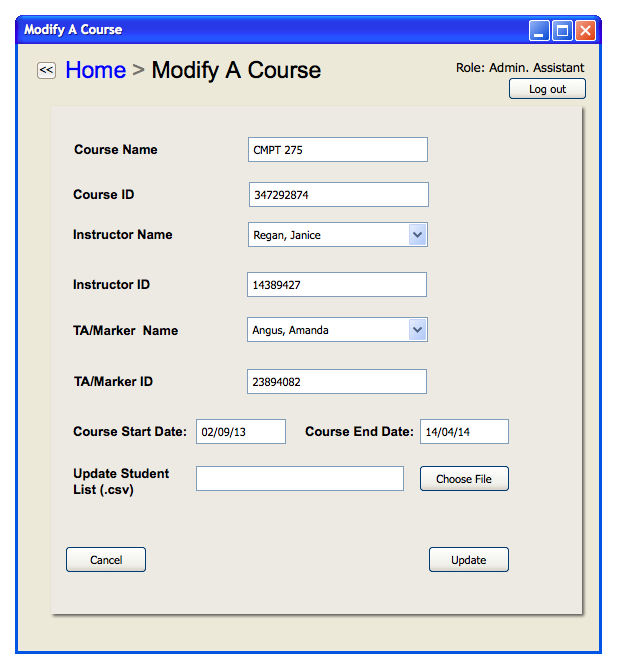 Modify A Course
<< Home > Modify A Course
Role: Admin. Assistant
Log out
Course Name CMPT 275
Course ID 347292874
Instructor Name Regan, Janice
Instructor ID 14389427
TA/Marker Name Angus, Amanda
TA/Marker ID 23894082
Course Start Date: 02/09/13 Course End Date: 14/04/14
Update Student
List (.csv)
Choose File
Cancel Update